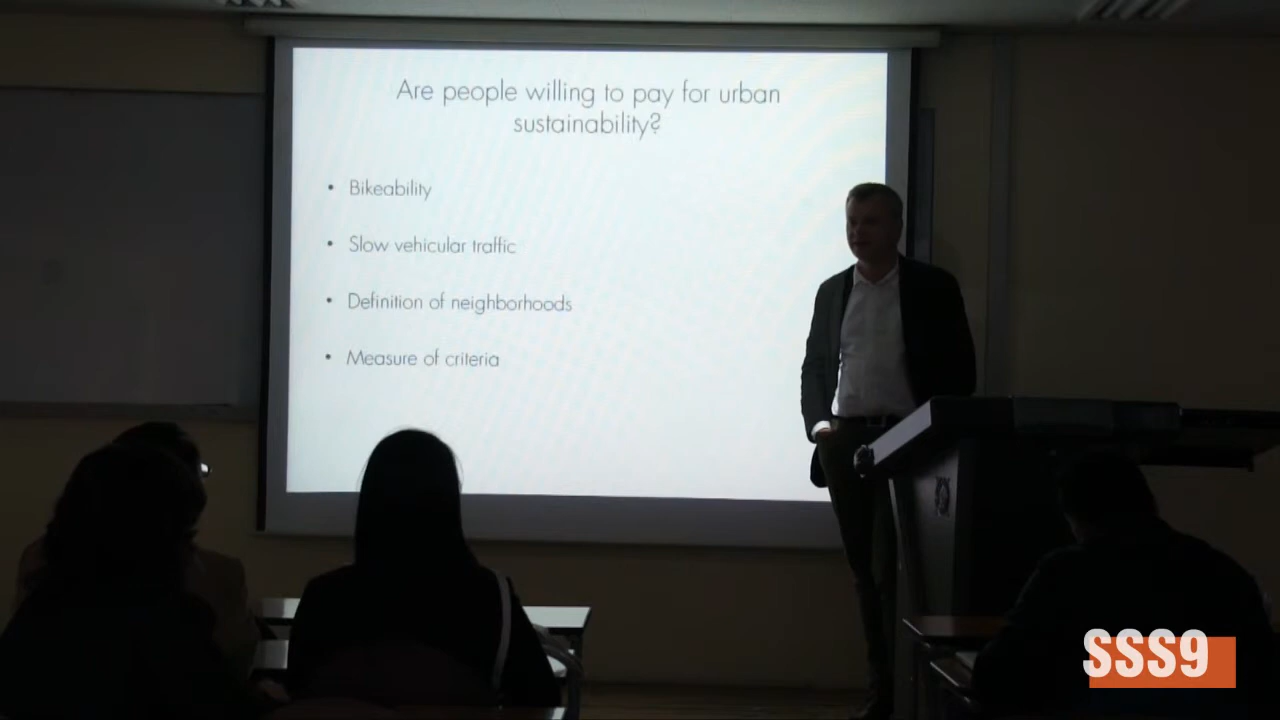 Are people willing to pay for urban
sustainability?
• Bikeability
• Slow vehicular traffic
• Definition of neighborhoods
• Measure of criteria
SSS9